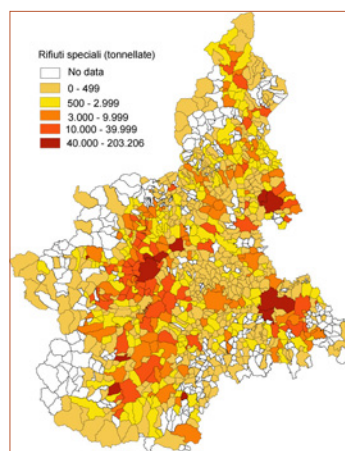 Rifiuti speciali (tonnellate)
No data
0 - 499
500 - 2.999
3.000 - 9.999
10.000 - 39.999
40.000 - 203.206